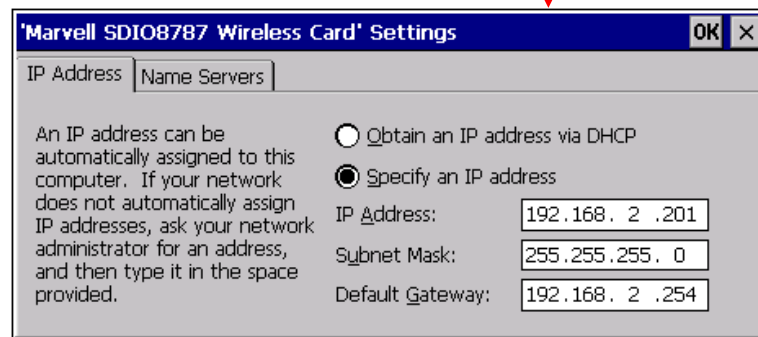 'Marvell SDIO8787 Wireless Card' Settings
OK ×
IP Address
Name Servers
An IP address can be
automatically assigned to this
computer. If your network
does not automatically assign
IP addresses, ask your network
administrator for an address,
and then type it in the space
provided.
Obtain an IP address via DHCP
Specify an IP address
IP Address: 192.168. 2 .201
Subnet Mask: 255.255.255. 0
Default Gateway: 192.168. 2 .254